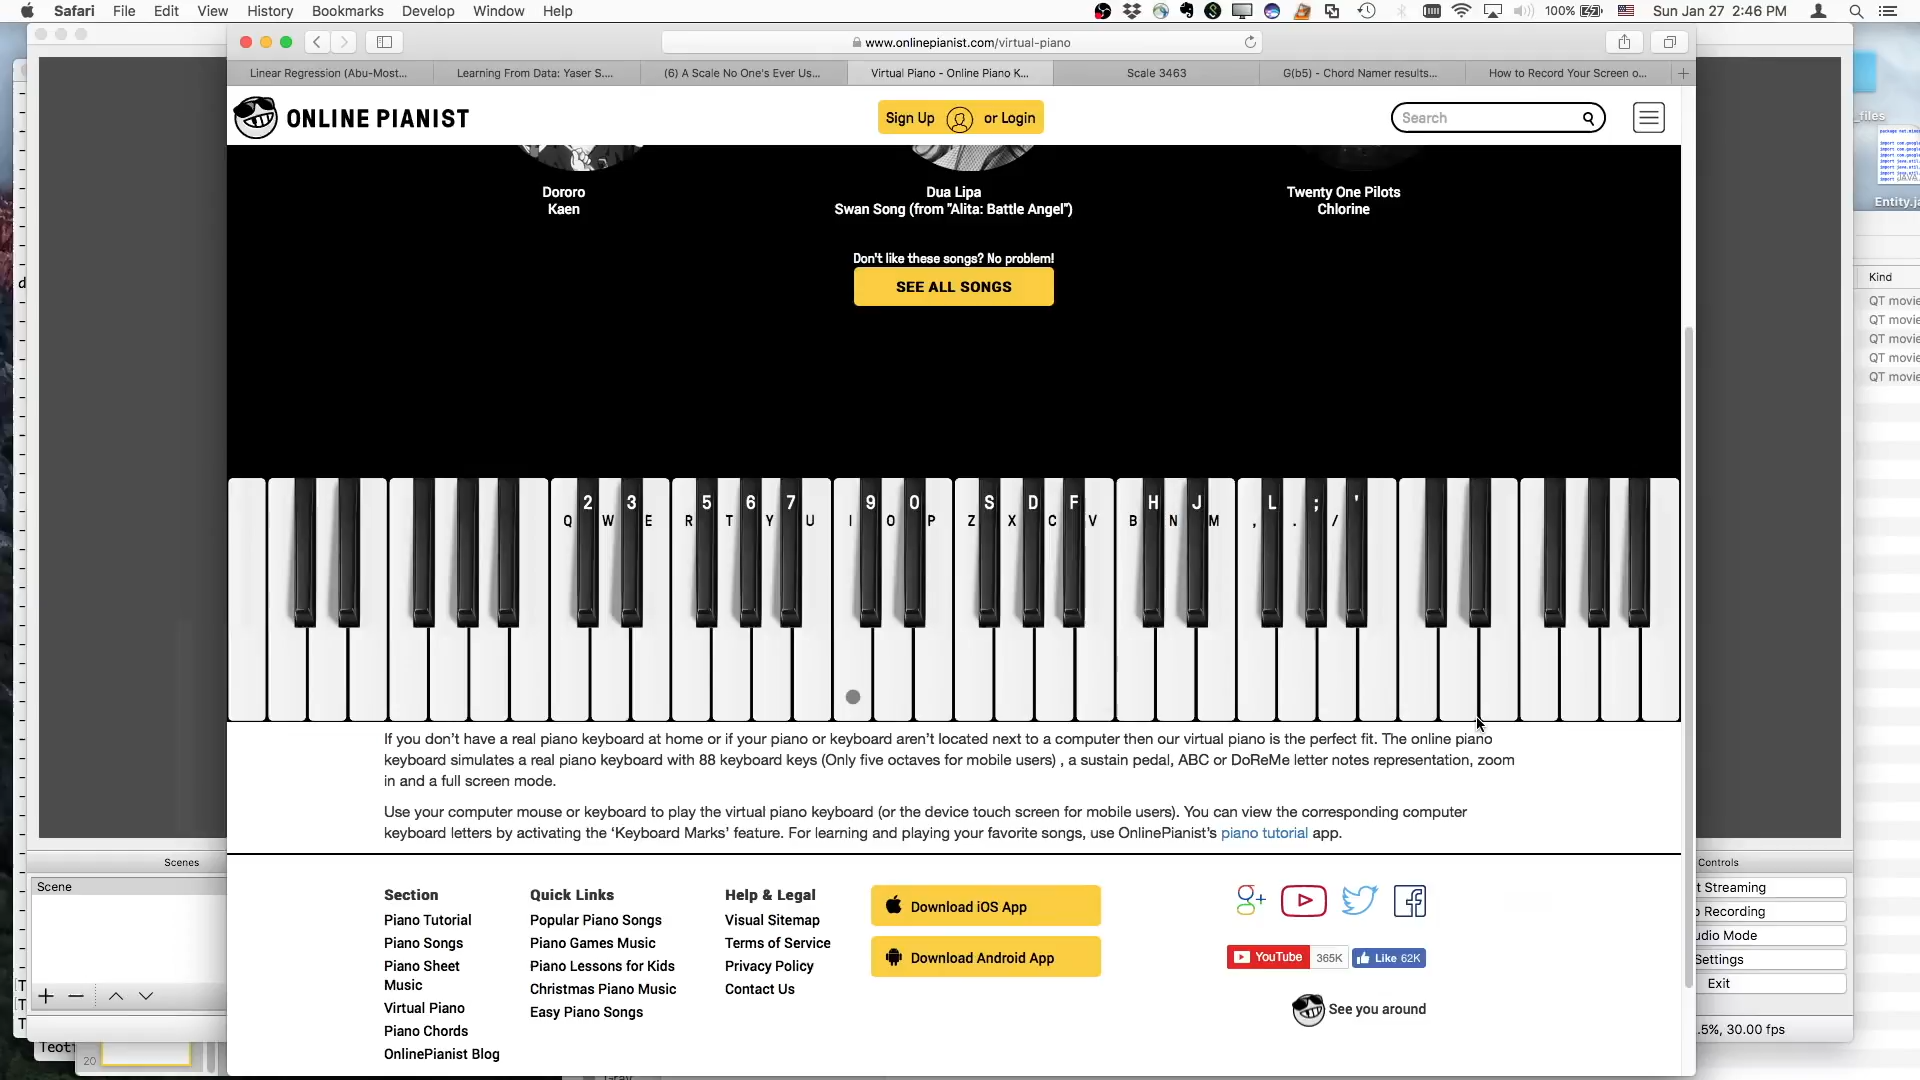 Safari File Edit View History Bookmarks Develop Window Help
100% Sun Jan 27 2:46 PM
www.onlinepianist.com/virtual-piano
Linear Regression (Abu-Most...
Learning From Data: Yaser S....
(6) A Scale No One's Ever Us...
Virtual Piano - Online Piano K...
Scale 3463
G(b5) - Chord Namer results...
How to Record Your Screen o...
ONLINE PIANIST
Sign Up or Login
Search
_files
Entity.ja
Dororo
Kaen
Dua Lipa
Swan Song (from "Alita: Battle Angel")
Twenty One Pilots
Chlorine
Don't like these songs? No problem!
SEE ALL SONGS
Kind
QT movie
QT movie
QT movie
QT movie
QT movie
2 3 5 6 7 9 0 S D F H J L ; '
Q W E R T Y U I O P Z X C V B N M , . /
If you don’t have a real piano keyboard at home or if your piano or keyboard aren’t located next to a computer then our virtual piano is the perfect fit. The online piano
keyboard simulates a real piano keyboard with 88 keyboard keys (Only five octaves for mobile users) , a sustain pedal, ABC or DoReMe letter notes representation, zoom
in and a full screen mode.
Use your computer mouse or keyboard to play the virtual piano keyboard (or the device touch screen for mobile users). You can view the corresponding computer
keyboard letters by activating the ‘Keyboard Marks’ feature. For learning and playing your favorite songs, use OnlinePianist’s piano tutorial app.
Scenes
Scene
Section
Piano Tutorial
Piano Songs
Piano Sheet
Music
Virtual Piano
Piano Chords
OnlinePianist Blog
Quick Links
Popular Piano Songs
Piano Games Music
Piano Lessons for Kids
Christmas Piano Music
Easy Piano Songs
Help & Legal
Visual Sitemap
Terms of Service
Privacy Policy
Contact Us
Download iOS App
Download Android App
YouTube 365K
Like 62K
See you around
Controls
t Streaming
p Recording
udio Mode
Settings
Exit
.5%, 30.00 fps
20